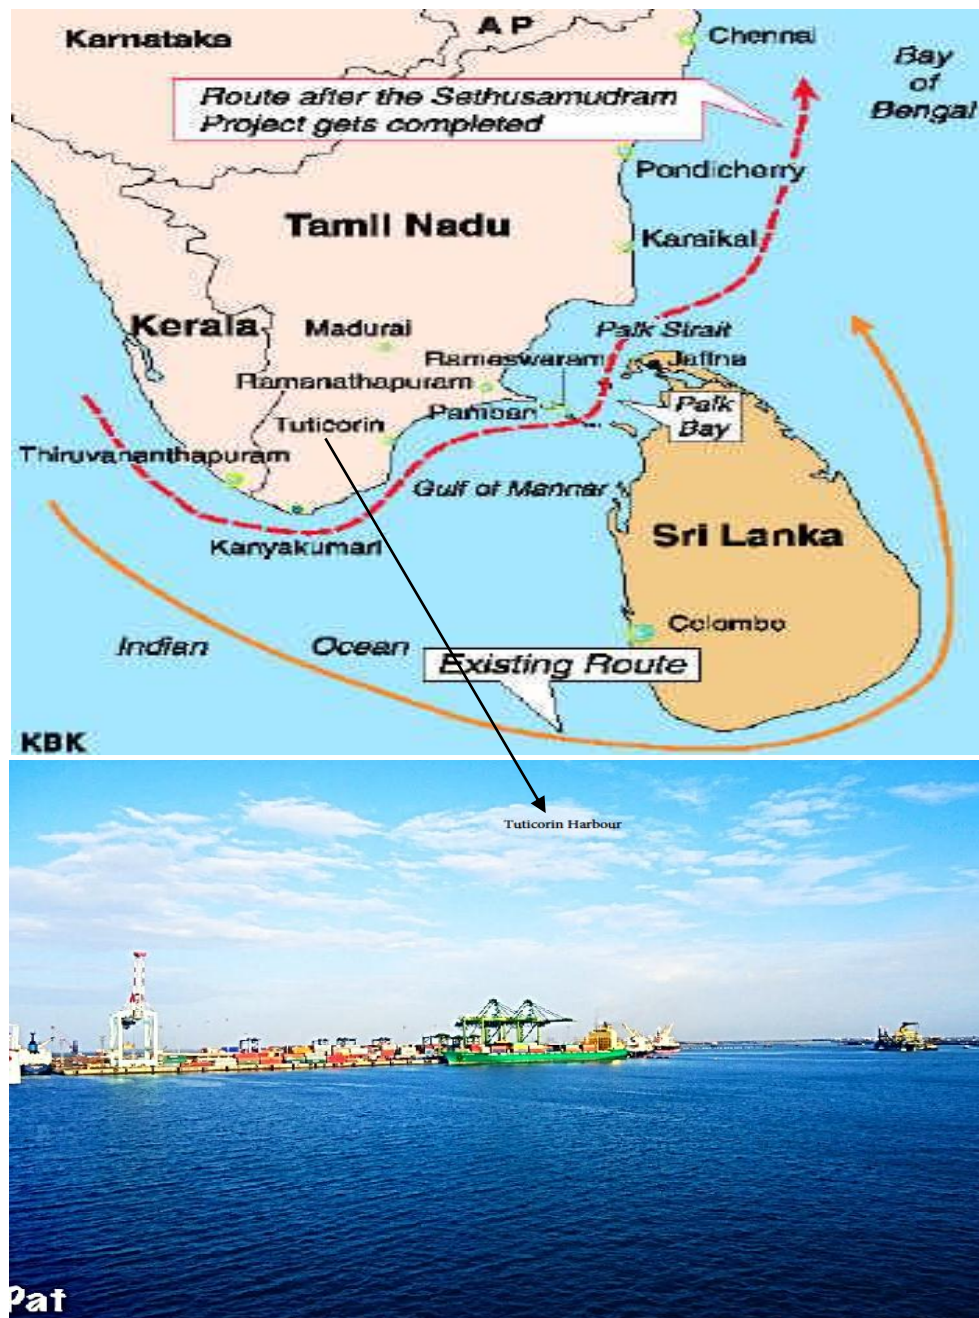 Karnataka
A P
Chennai
Bay
of
Bengal
Route after the Sethusamudram
Project gets completed
Pondicherry
Tamil Nadu
Karaikal
Kerala
Madurai
Palk Strait
Rameswaram
Jaffna
Ramanathapuram
Pamban
Palk
Bay
Tuticorin
Thiruvananthapuram
Gulf of Mannar
Kanyakumari
Sri Lanka
Colombo
Indian
Ocean
Existing Route
KBK
Tuticorin Harbour
Pat